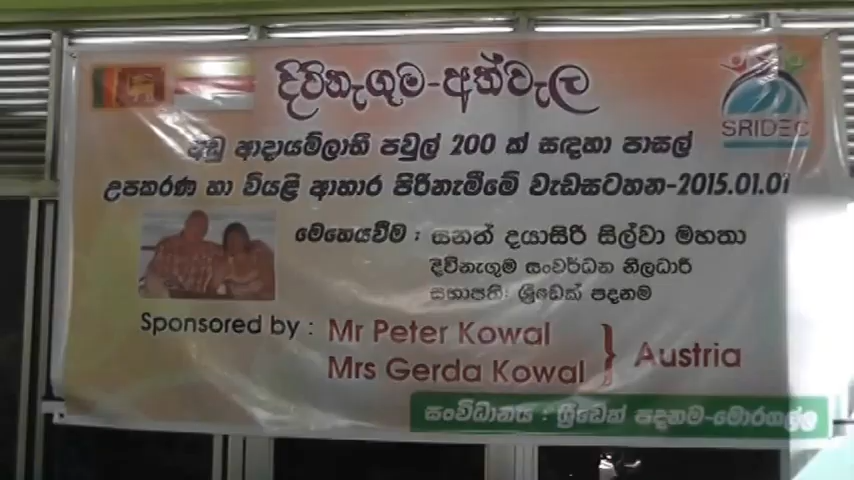 දිවිනැගුම-අත්වැල
SRIDEC
අඩු ආදායම්ලාභී පවුල් 200 ක් සඳහා පාසල්
උපකරණ හා වියළි ආහාර පිරිනැමීමේ වැඩසටහන-2015.01.01
මෙහෙයවීම : සනත් දයාසිරි සිල්වා මහතා
දිවිනැගුම සංවර්ධන නිලධාරී
සභාපති: ශ්‍රීඩෙක් පදනම
Sponsored by : Mr Peter Kowal
Mrs Gerda Kowal } Austria
සංවිධානය : ශ්‍රීඩෙක් පදනම-මොරගල්ල